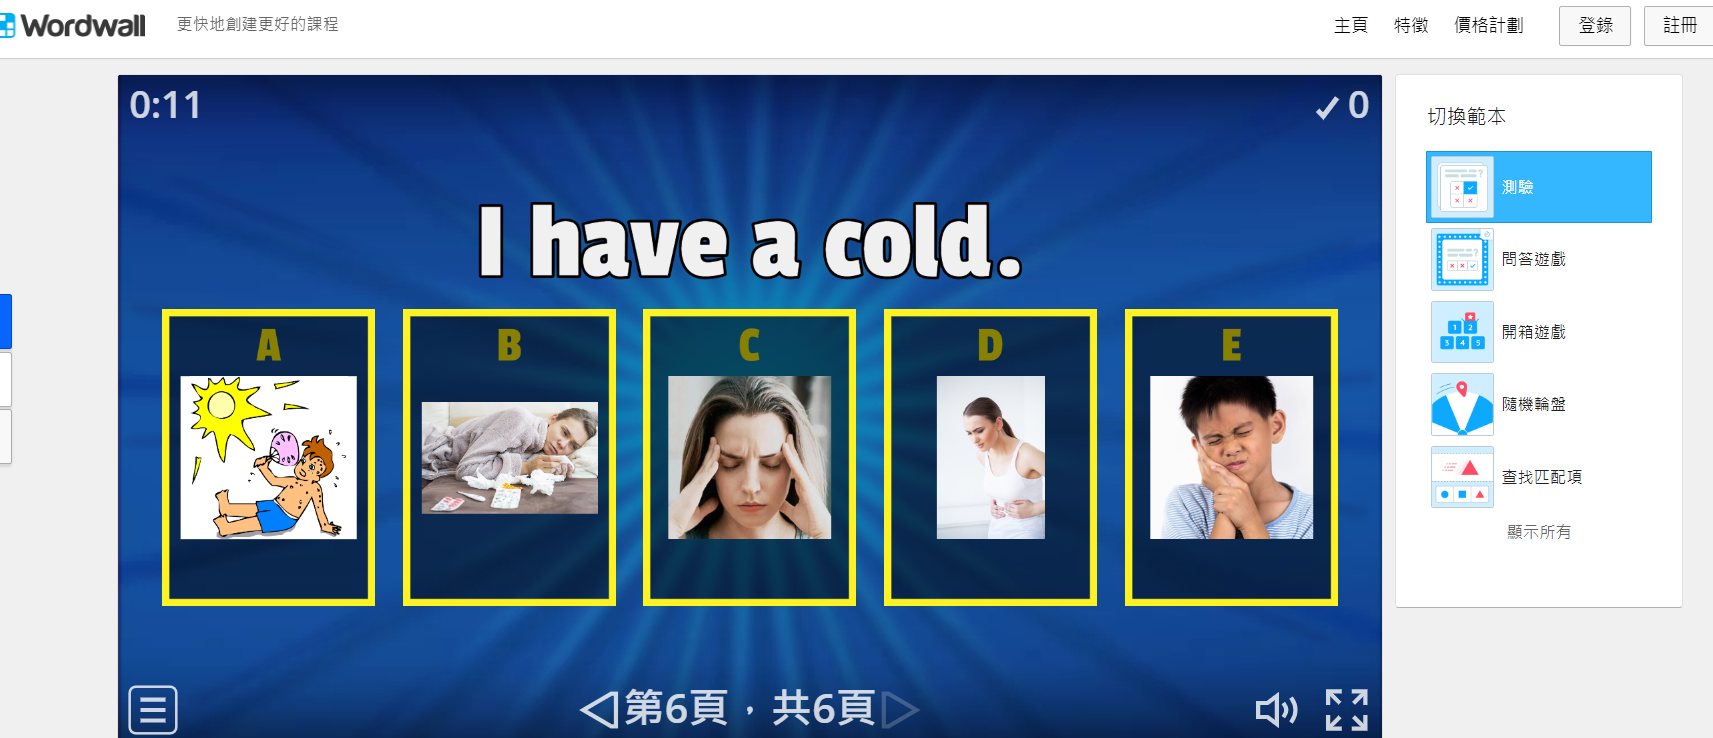 Wordwall
更快地創建更好的課程
主頁
特徵
價格計劃
登錄
註冊
0:11
0
I have a cold.
A
B
C
D
E
第6頁，共6頁
切換範本
測驗
問答遊戲
開箱遊戲
隨機輪盤
查找匹配項
顯示所有